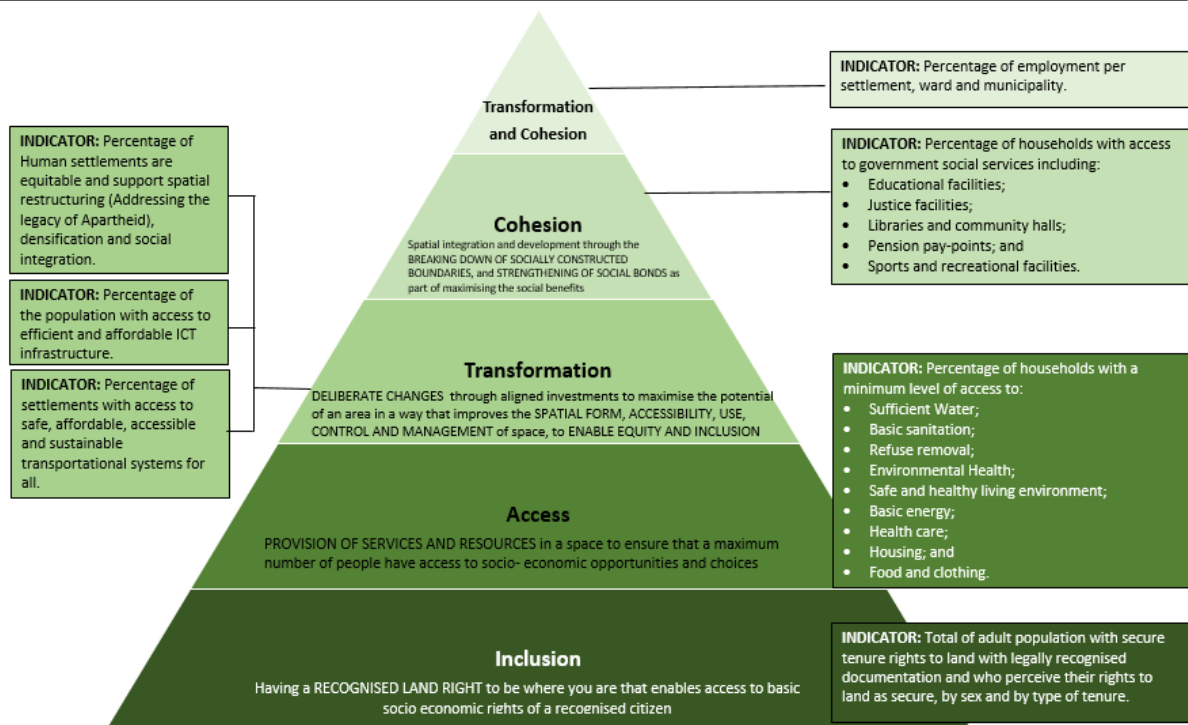 Transformation
and Cohesion
INDICATOR: Percentage of employment per
settlement, ward and municipality.
INDICATOR: Percentage of
Human settlements are
equitable and support spatial
restructuring (Addressing the
legacy of Apartheid),
densification and social
integration.
INDICATOR: Percentage of households with access
to government social services including:
• Educational facilities;
• Justice facilities;
• Libraries and community halls;
• Pension pay-points; and
• Sports and recreational facilities.
Cohesion
Spatial integration and development through the
BREAKING DOWN OF SOCIALLY CONSTRUCTED
BOUNDARIES, and STRENGTHENING OF SOCIAL BONDS as
part of maximising the social benefits
INDICATOR: Percentage of
the population with access to
efficient and affordable ICT
infrastructure.
INDICATOR: Percentage of
settlements with access to
safe, affordable, accessible
and sustainable
transportational systems for
all.
Transformation
DELIBERATE CHANGES through aligned investments to maximise the potential
of an area in a way that improves the SPATIAL FORM, ACCESSIBILITY, USE,
CONTROL AND MANAGEMENT of space, to ENABLE EQUITY AND INCLUSION
INDICATOR: Percentage of households with a
minimum level of access to:
• Sufficient Water;
• Basic sanitation;
• Refuse removal;
• Environmental Health;
• Safe and healthy living environment;
• Basic energy;
• Health care;
• Housing; and
• Food and clothing.
Access
PROVISION OF SERVICES AND RESOURCES in a space to ensure that a maximum
number of people have access to socio- economic opportunities and choices
Inclusion
Having a RECOGNISED LAND RIGHT to be where you are that enables access to basic
socio economic rights of a recognised citizen
INDICATOR: Total of adult population with secure
tenure rights to land with legally recognised
documentation and who perceive their rights to
land as secure, by sex and by type of tenure.